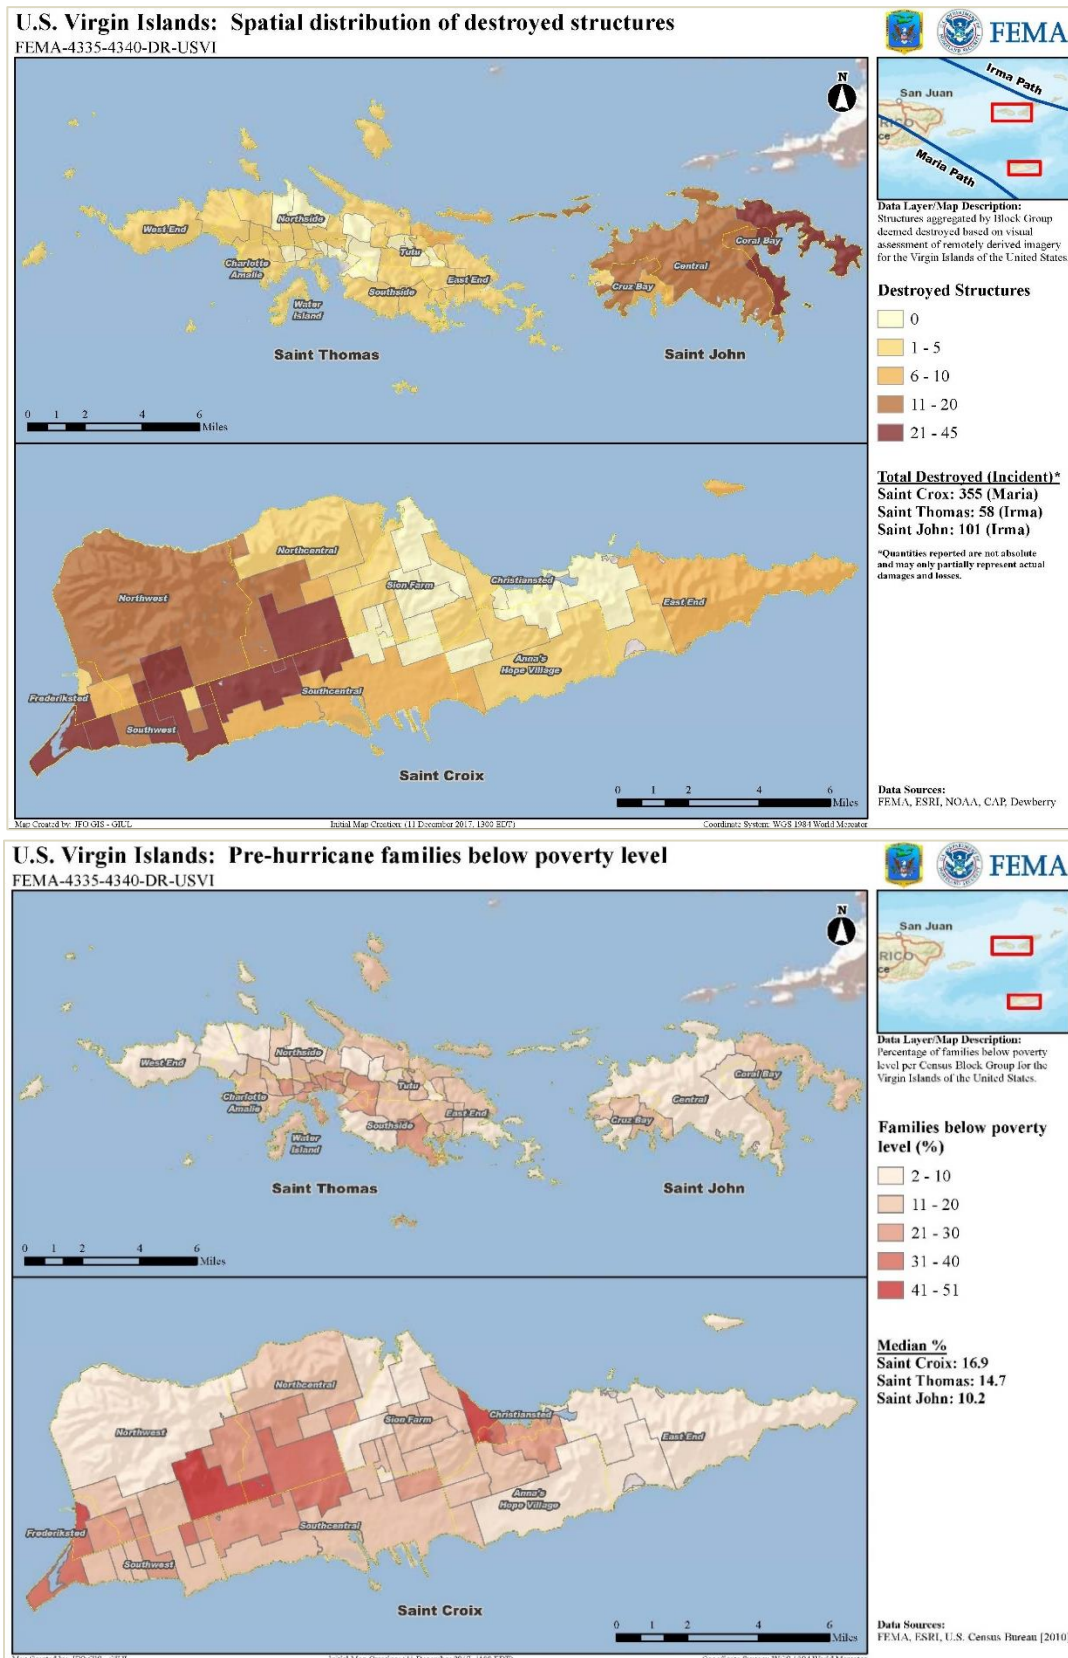 U.S. Virgin Islands: Spatial distribution of destroyed structures
FEMA-4335-4340-DR-USVI
FEMA
N
West End
Northside
Charlotte
Amalie
Water
Island
Tutu
Southside
East End
Saint Thomas
Cruz Bay
Central
Coral Bay
Saint John
0 1 2 4 6
Miles
Northwest
Northcentral
Sion Farm
Christiansted
East End
Anna's
Hope Village
Southcentral
Southwest
Frederiksted
Saint Croix
0 1 2 4 6
Miles
Map Created by: JFO GIS - GIUL
Initial Map Creation: (11 December 2017, 1300 EDT)
Coordinate System: WGS 1984 World Mercator
San Juan
RICO
ce
Irma Path
Maria Path
Data Layer/Map Description:
Structures aggregated by Block Group
deemed destroyed based on visual
assessment of remotely derived imagery
for the Virgin Islands of the United States.
Destroyed Structures
0
1 - 5
6 - 10
11 - 20
21 - 45
Total Destroyed (Incident)*
Saint Crox: 355 (Maria)
Saint Thomas: 58 (Irma)
Saint John: 101 (Irma)
*Quantities reported are not absolute
and may only partially represent actual
damages and losses.
Data Sources:
FEMA, ESRI, NOAA, CAP, Dewberry
U.S. Virgin Islands: Pre-hurricane families below poverty level
FEMA-4335-4340-DR-USVI
FEMA
N
West End
Northside
Charlotte
Amalie
Water
Island
Tutu
Southside
East End
Saint Thomas
Cruz Bay
Central
Coral Bay
Saint John
0 1 2 4 6
Miles
Northwest
Northcentral
Sion Farm
Christiansted
East End
Anna's
Hope Village
Southcentral
Southwest
Frederiksted
Saint Croix
0 1 2 4 6
Miles
San Juan
RICO
ce
Data Layer/Map Description:
Percentage of families below poverty
level per Census Block Group for the
Virgin Islands of the United States.
Families below poverty
level (%)
2 - 10
11 - 20
21 - 30
31 - 40
41 - 51
Median %
Saint Croix: 16.9
Saint Thomas: 14.7
Saint John: 10.2
Data Sources:
FEMA, ESRI, U.S. Census Bureau [2010]